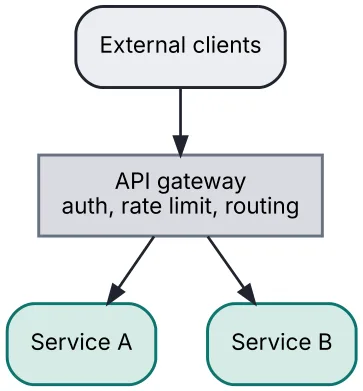 External clients
API gateway
auth, rate limit, routing
Service A
Service B